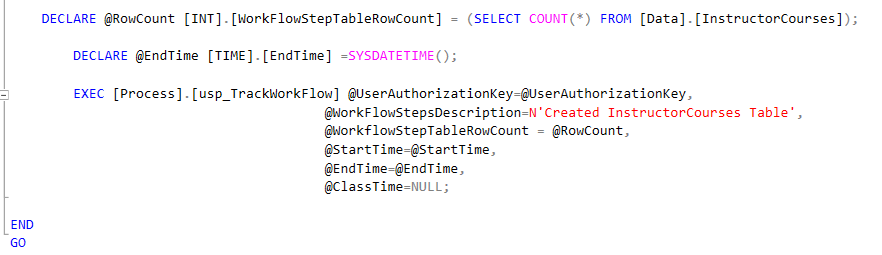 DECLARE @RowCount [INT].[WorkFlowStepTableRowCount] = (SELECT COUNT(*) FROM [Data].[InstructorCourses]);
DECLARE @EndTime [TIME].[EndTime] =SYSDATETIME();
EXEC [Process].[usp_TrackWorkFlow] @UserAuthorizationKey=@UserAuthorizationKey,
@WorkFlowStepsDescription=N'Created InstructorCourses Table',
@WorkflowStepTableRowCount = @RowCount,
@StartTime=@StartTime,
@EndTime=@EndTime,
@ClassTime=NULL;
END
GO